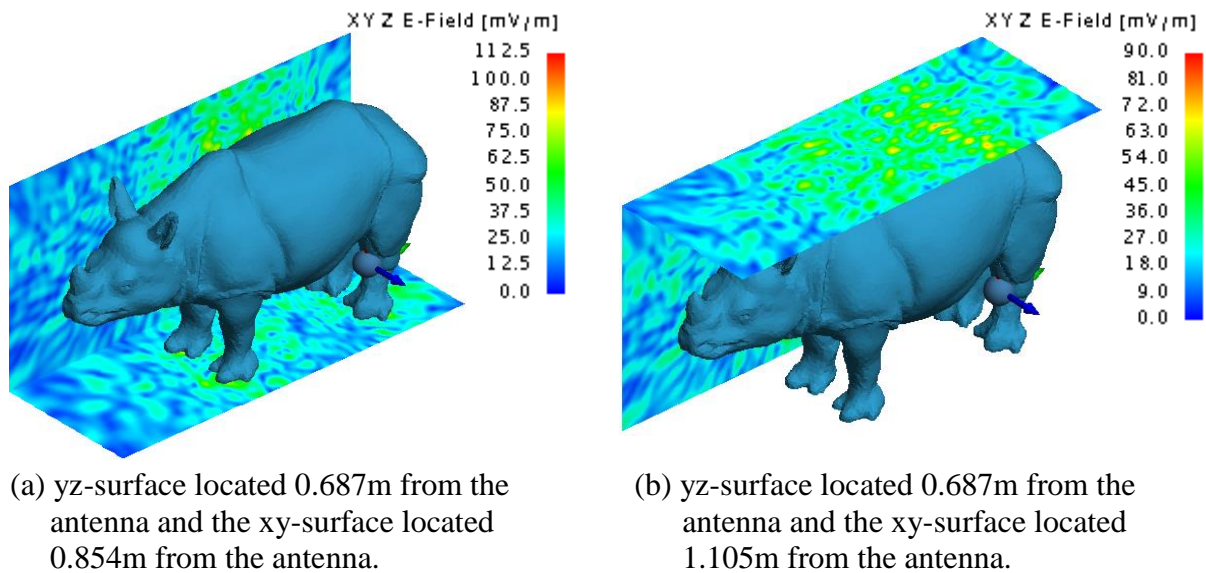 XYZ E-Field [mV/m]
112.5
100.0
87.5
75.0
62.5
50.0
37.5
25.0
12.5
0.0
XYZ E-Field [mV/m]
90.0
81.0
72.0
63.0
54.0
45.0
36.0
27.0
18.0
9.0
0.0
(a) yz-surface located 0.687m from the
antenna and the xy-surface located
0.854m from the antenna.
(b) yz-surface located 0.687m from the
antenna and the xy-surface located
1.105m from the antenna.